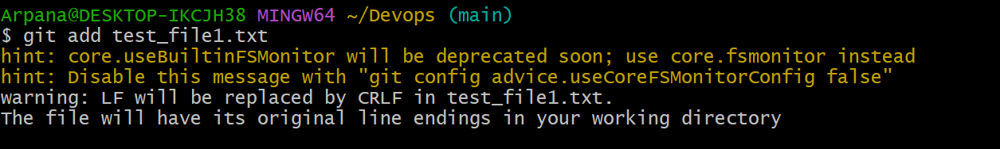 Arpana@DESKTOP-IKCJH38 MINGW64 ~/Devops (main)
$ git add test_file1.txt
hint: core.useBuiltinFSMonitor will be deprecated soon; use core.fsmonitor instead
hint: Disable this message with "git config advice.useCoreFSMonitorConfig false"
warning: LF will be replaced by CRLF in test_file1.txt.
The file will have its original line endings in your working directory